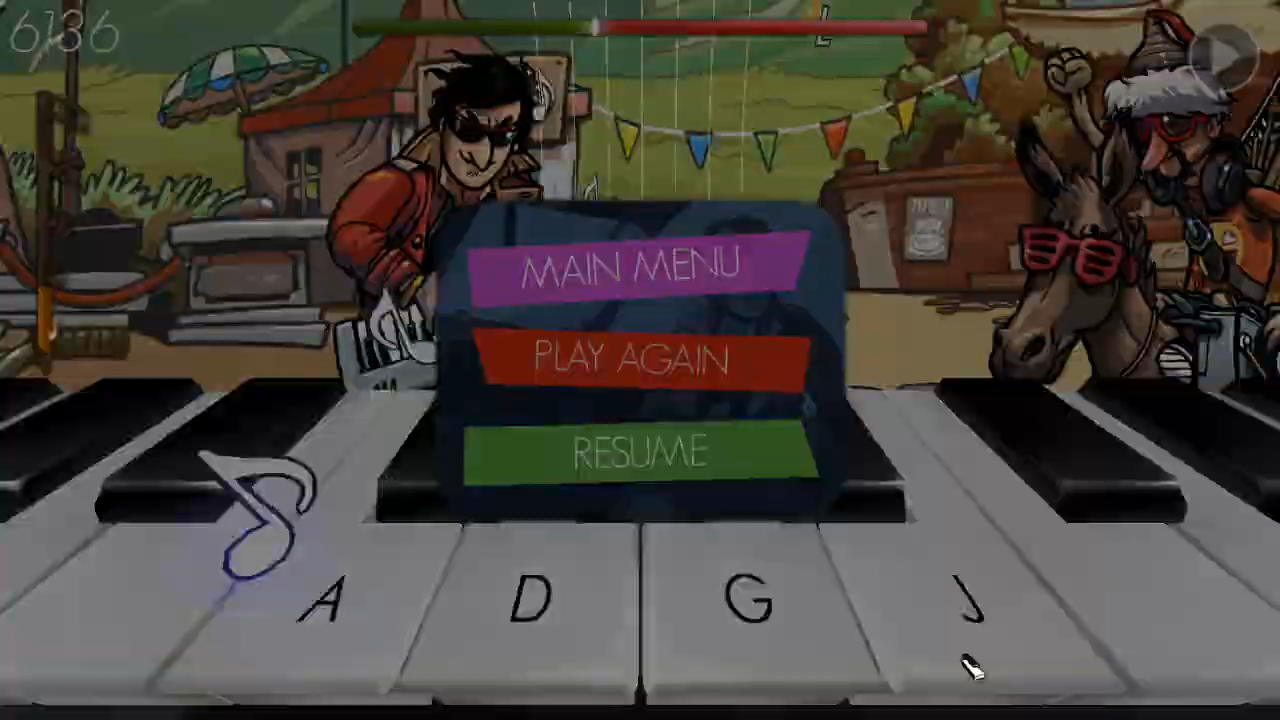 6136
L
MAIN MENU
PLAY AGAIN
RESUME
A D G J